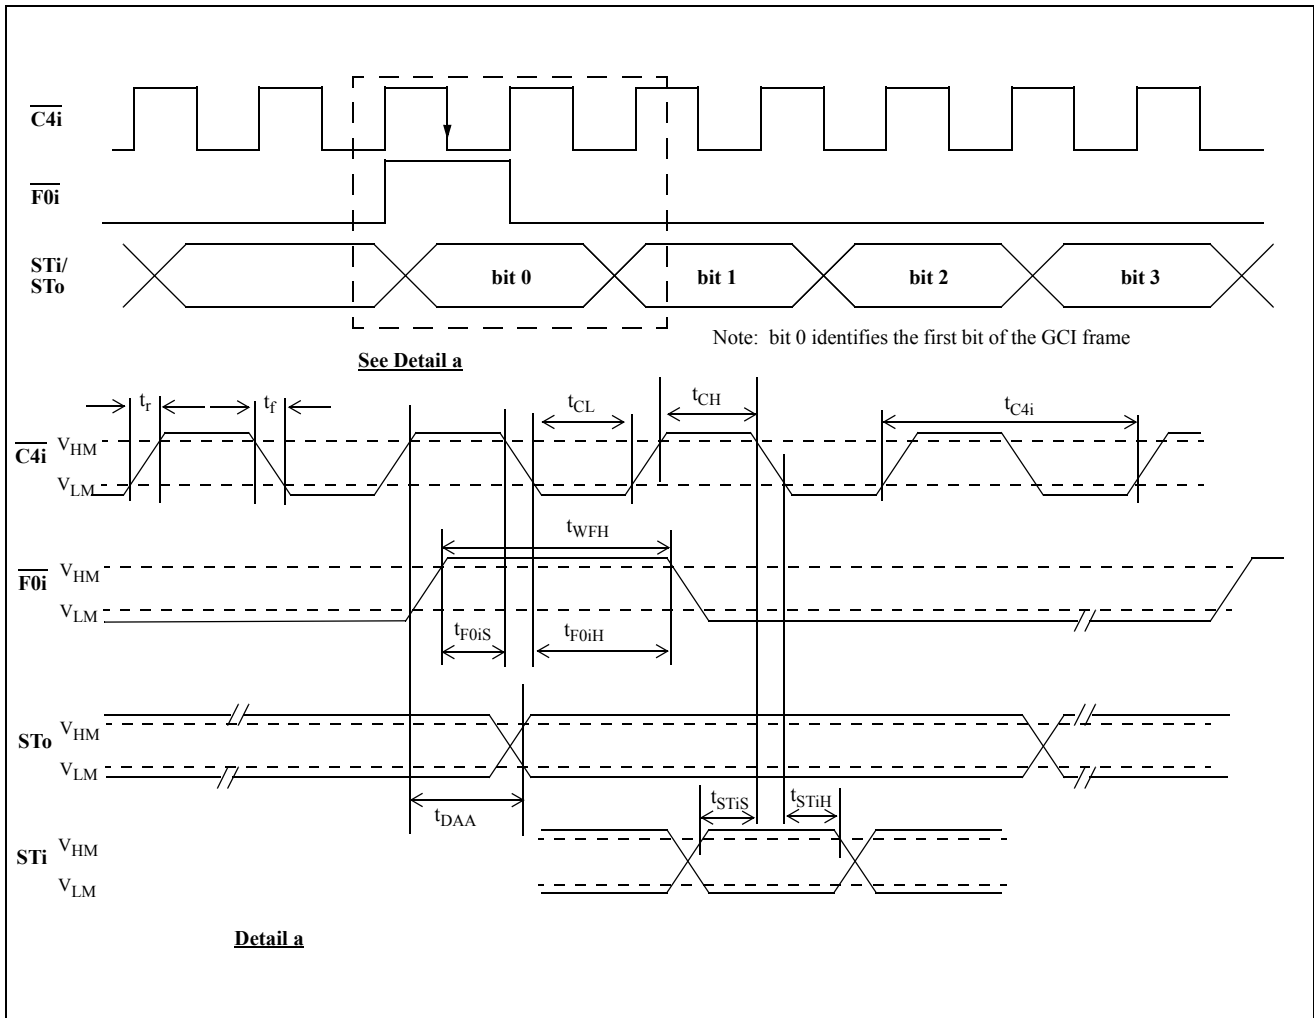 C4i
F0i
STi/
STo
bit 0 bit 1 bit 2 bit 3
Note: bit 0 identifies the first bit of the GCI frame
See Detail a
tr tf tCL tCH tC4i
C4i VHM
VLM
tWFH
F0i VHM
VLM
tF0iS tF0iH
STo VHM
VLM
tDAA tSTiS tSTiH
STi VHM
VLM
Detail a